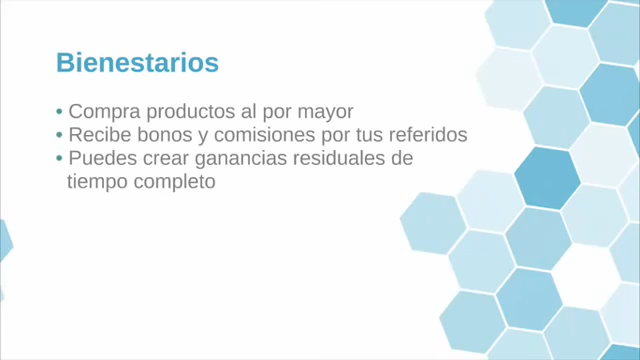 Bienestarios
• Compra productos al por mayor
• Recibe bonos y comisiones por tus referidos
• Puedes crear ganancias residuales de
tiempo completo